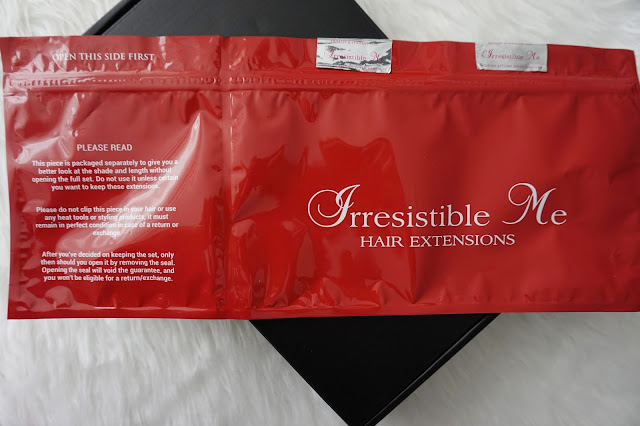 OPEN THIS SIDE FIRST
Irresistible Me
Irresistible Me
PLEASE READ
This piece is packaged separately to give you a
better look at the shade and length without
opening the full set. Do not use it unless certain
you want to keep these extensions.
Please do not clip this piece in your hair or use
any heat tools or styling products, it must
remain in perfect condition in case of a return or
exchange.
After you've decided on keeping the set, only
then should you open it by removing the seal.
Opening the seal will void the guarantee, and
you won't be eligible for a return/exchange.
Irresistible Me
HAIR EXTENSIONS